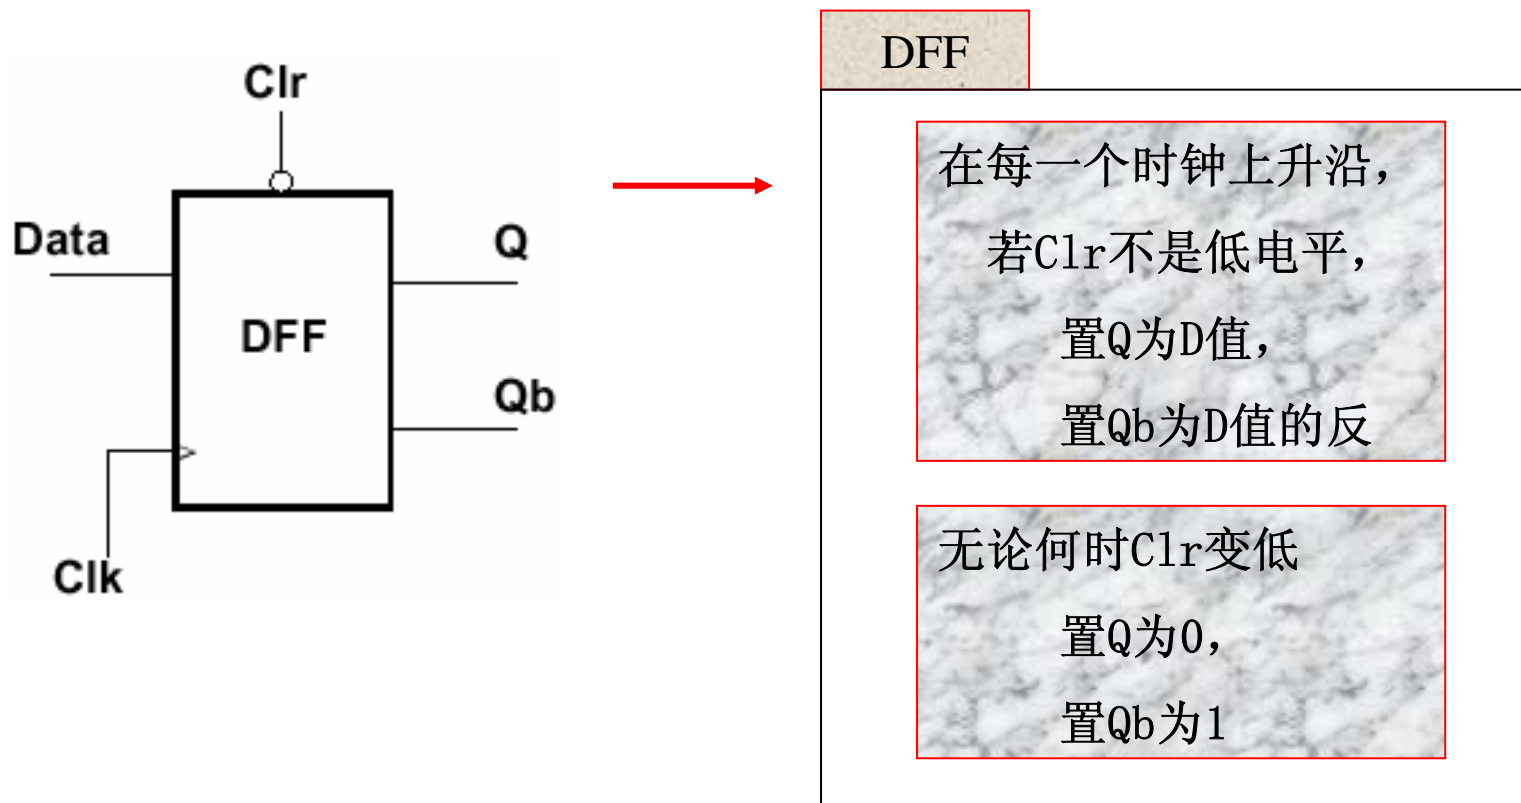 Clr
Data
Q
DFF
Qb
Clk
DFF
在每一个时钟上升沿，
若Clr不是低电平，
置Q为D值，
置Qb为D值的反
无论何时Clr变低
置Q为0，
置Qb为1